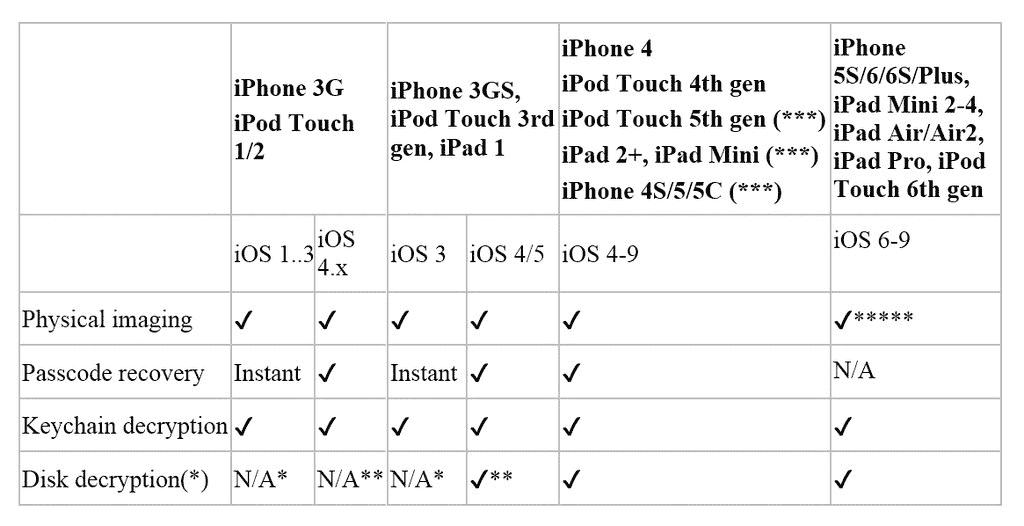 iPhone 3G
iPod Touch
1/2
iPhone 3GS,
iPod Touch 3rd
gen, iPad 1
iPhone 4
iPod Touch 4th gen
iPod Touch 5th gen (***)
iPad 2+, iPad Mini (***)
iPhone 4S/5/5C (***)
iPhone
5S/6/6S/Plus,
iPad Mini 2-4,
iPad Air/Air2,
iPad Pro, iPod
Touch 6th gen
iOS 1..3
iOS
4.x
iOS 3
iOS 4/5
iOS 4-9
iOS 6-9
Physical imaging ✓ ✓ ✓ ✓ ✓ ✓*****
Passcode recovery Instant ✓ Instant ✓ ✓ N/A
Keychain decryption ✓ ✓ ✓ ✓ ✓ ✓
Disk decryption(*) N/A* N/A** N/A* ✓** ✓ ✓